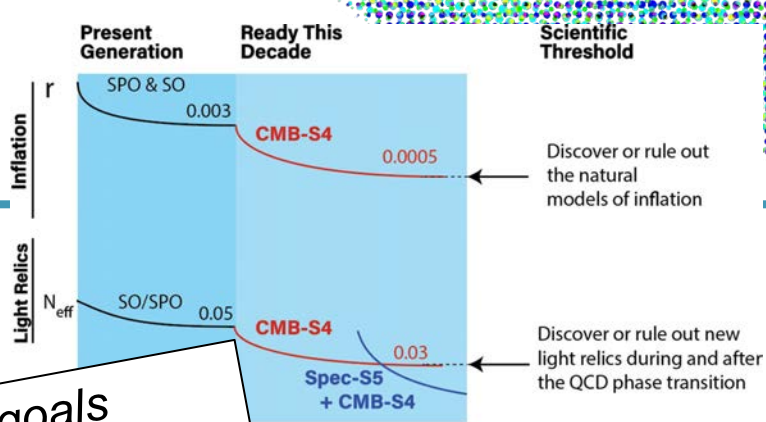 Present
Generation
Ready This
Decade
Scientific
Threshold
Inflation
r
SPO & SO
0.003
CMB-S4
0.0005
Discover or rule out
the natural
models of inflation
Light Relics
Neff
SO/SPO
0.05
CMB-S4
0.03
Spec-S5
+ CMB-S4
Discover or rule out new
light relics during and after
the QCD phase transition
goals